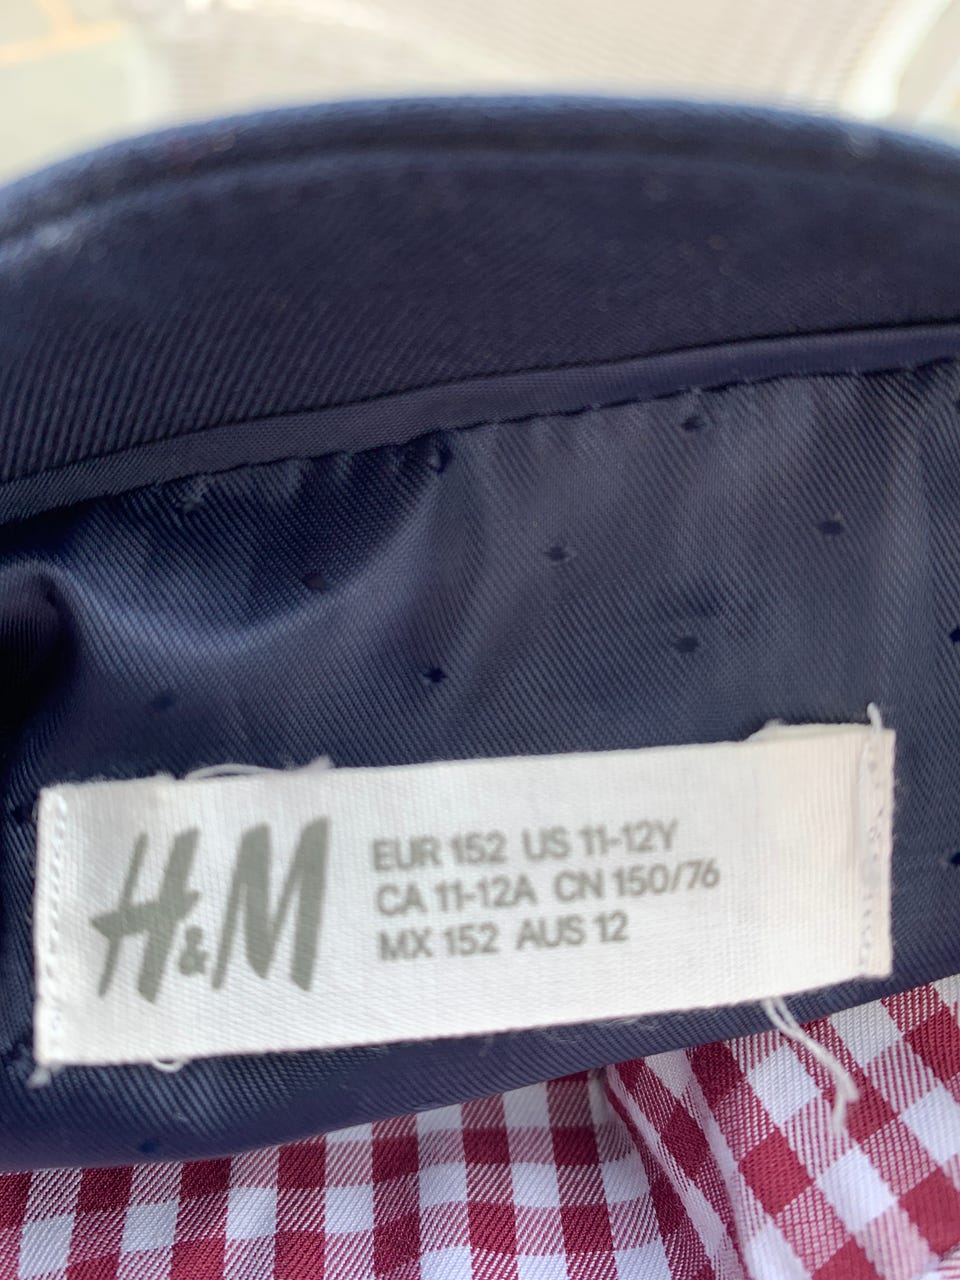 H&M
EUR 152 US 11-12Y
CA 11-12A CN 150/76
MX 152 AUS 12